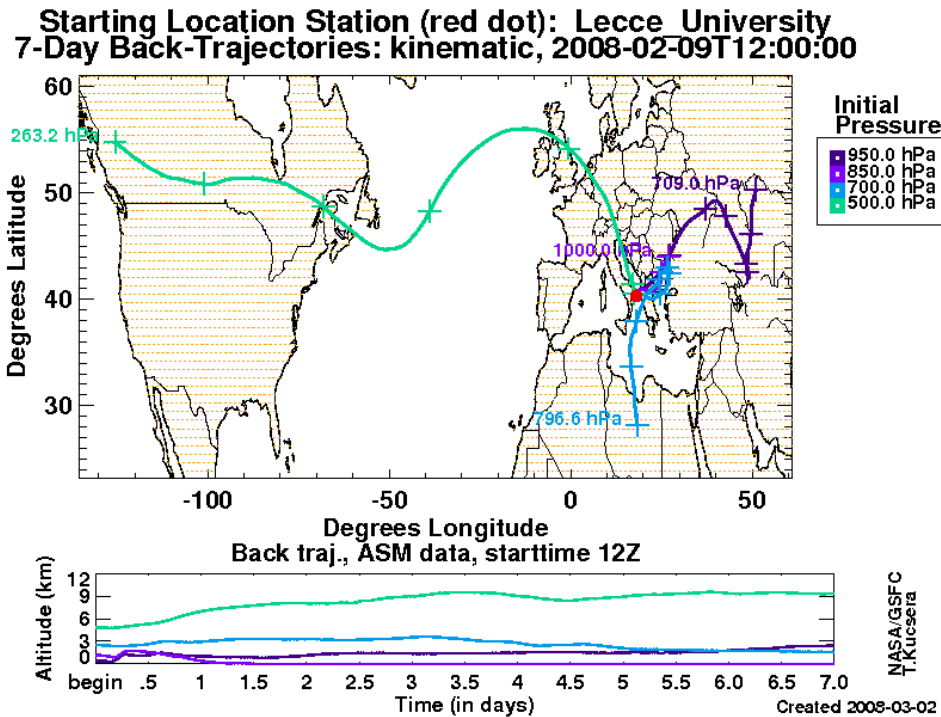 Starting Location Station (red dot):  Lecce_University
7-Day Back-Trajectories: kinematic, 2008-02-09T12:00:00
Initial
Pressure
950.0 hPa
850.0 hPa
700.0 hPa
500.0 hPa
60
50
40
30
263.2 hPa
709.0 hPa
1000.0 hPa
796.6 hPa
Degrees Latitude
-100
-50
0
50
Degrees Longitude
Back traj., ASM data, starttime 12Z
Altitude (km)
12
9
6
3
0
begin .5 1 1.5 2 2.5 3 3.5 4 4.5 5 5.5 6 6.5 7.0
Time (in days)
NASA/GSFC
T.Kucsera
Created 2008-03-02